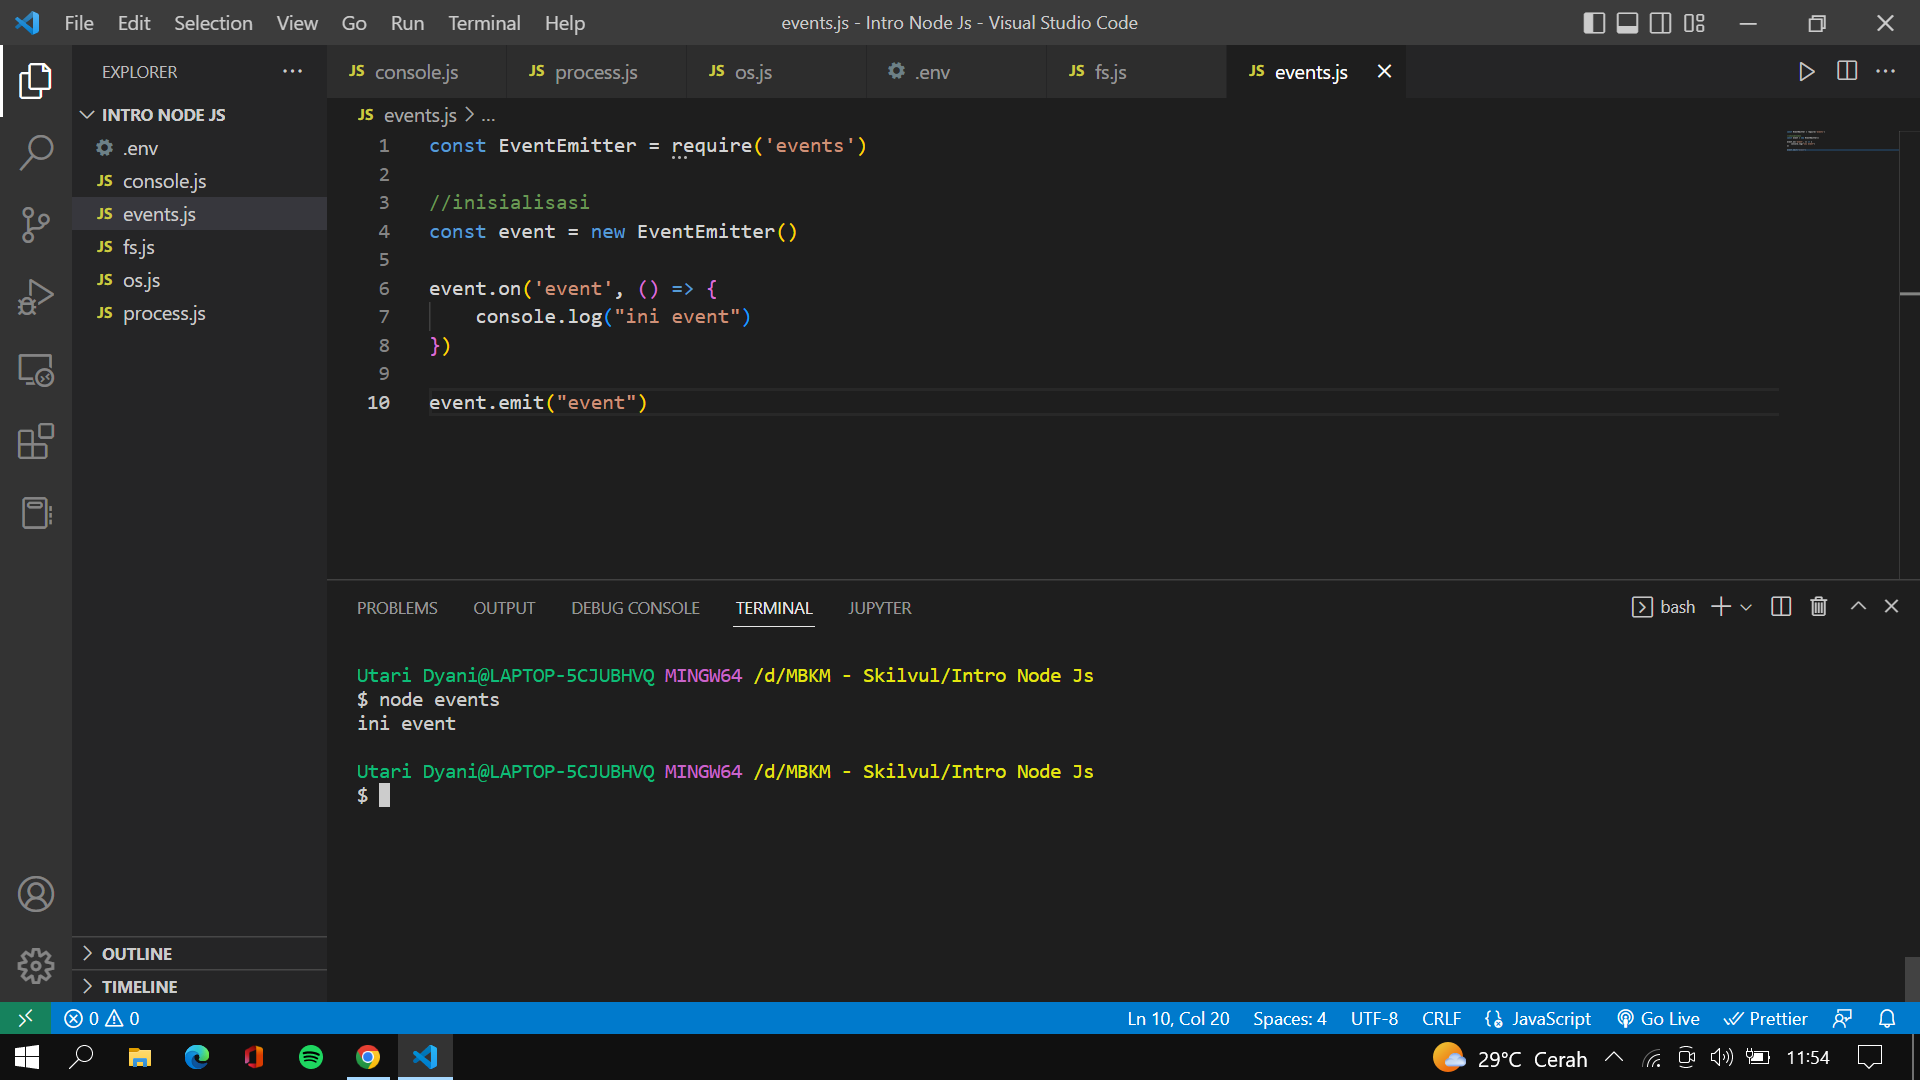 File Edit Selection View Go Run Terminal Help
events.js - Intro Node Js - Visual Studio Code
EXPLORER
INTRO NODE JS
.env
JS console.js
JS events.js
JS fs.js
JS os.js
JS process.js
OUTLINE
TIMELINE
JS console.js JS process.js JS os.js .env JS fs.js JS events.js
JS events.js > ...
1 const EventEmitter = require('events')
2
3 //inisialisasi
4 const event = new EventEmitter()
5
6 event.on('event', () => {
7 console.log("ini event")
8 })
9
10 event.emit("event")
PROBLEMS OUTPUT DEBUG CONSOLE TERMINAL JUPYTER
bash
Utari Dyani@LAPTOP-5CJUBHVQ MINGW64 /d/MBKM - Skilvul/Intro Node Js
$ node events
ini event
Utari Dyani@LAPTOP-5CJUBHVQ MINGW64 /d/MBKM - Skilvul/Intro Node Js
$
0 0 Ln 10, Col 20 Spaces: 4 UTF-8 CRLF JavaScript Go Live Prettier
29°C Cerah 11:54